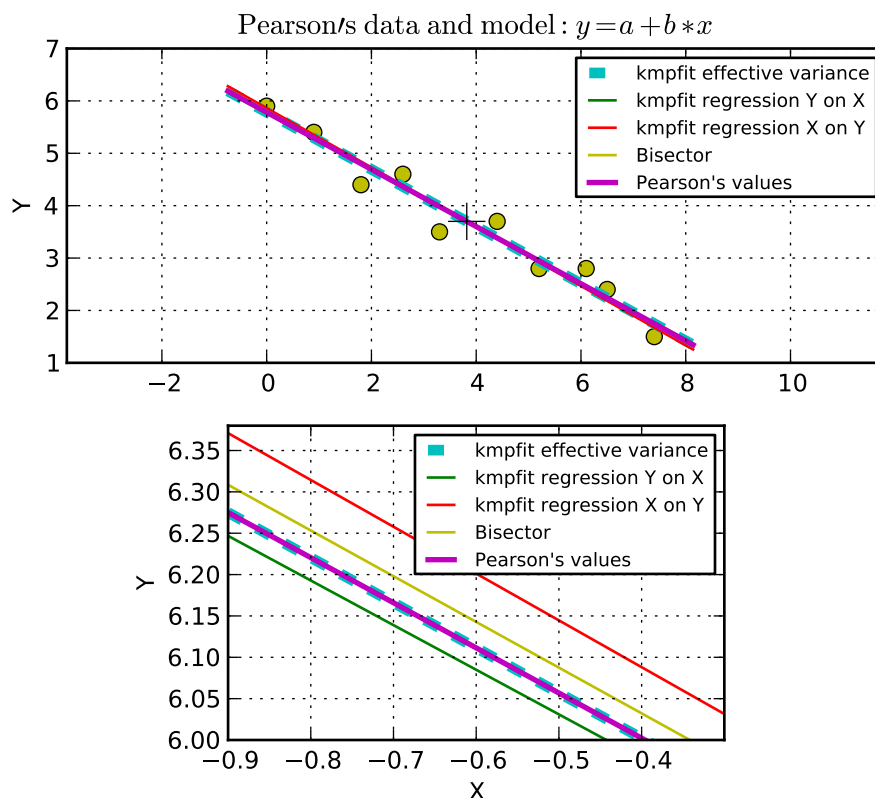 Pearson's data and model: y=a+b∗x
7
6
5
4
3
2
1
Y
−2
0
2
4
6
8
10
kmpfit effective variance
kmpfit regression Y on X
kmpfit regression X on Y
Bisector
Pearson's values
6.35
6.30
6.25
6.20
6.15
6.10
6.05
6.00
Y
−0.9
−0.8
−0.7
−0.6
−0.5
−0.4
X
kmpfit effective variance
kmpfit regression Y on X
kmpfit regression X on Y
Bisector
Pearson's values